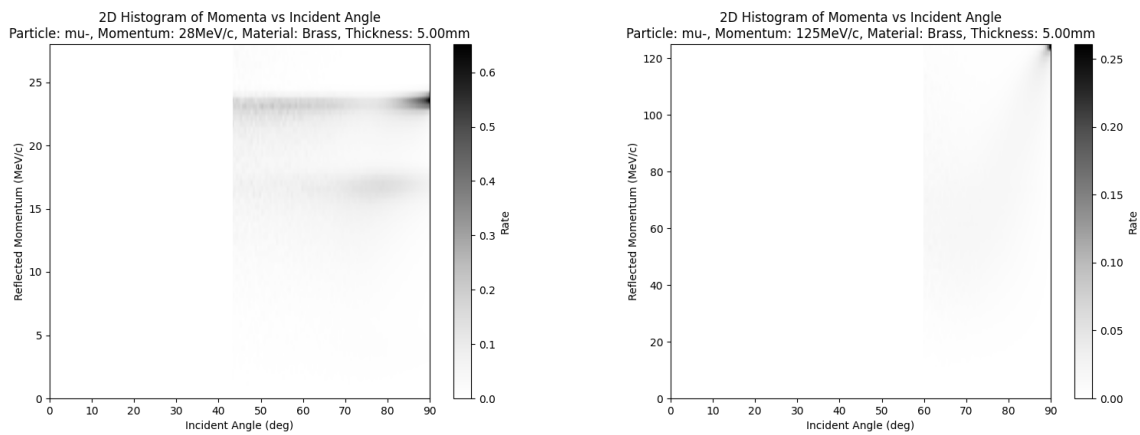 2D Histogram of Momenta vs Incident Angle
Particle: mu-, Momentum: 28MeV/c, Material: Brass, Thickness: 5.00mm
25
20
15
10
5
0
Reflected Momentum (MeV/c)
0 10 20 30 40 50 60 70 80 90
Incident Angle (deg)
0.6
0.5
0.4
0.3
0.2
0.1
0.0
Rate
2D Histogram of Momenta vs Incident Angle
Particle: mu-, Momentum: 125MeV/c, Material: Brass, Thickness: 5.00mm
120
100
80
60
40
20
0
Reflected Momentum (MeV/c)
0 10 20 30 40 50 60 70 80 90
Incident Angle (deg)
0.25
0.20
0.15
0.10
0.05
0.00
Rate